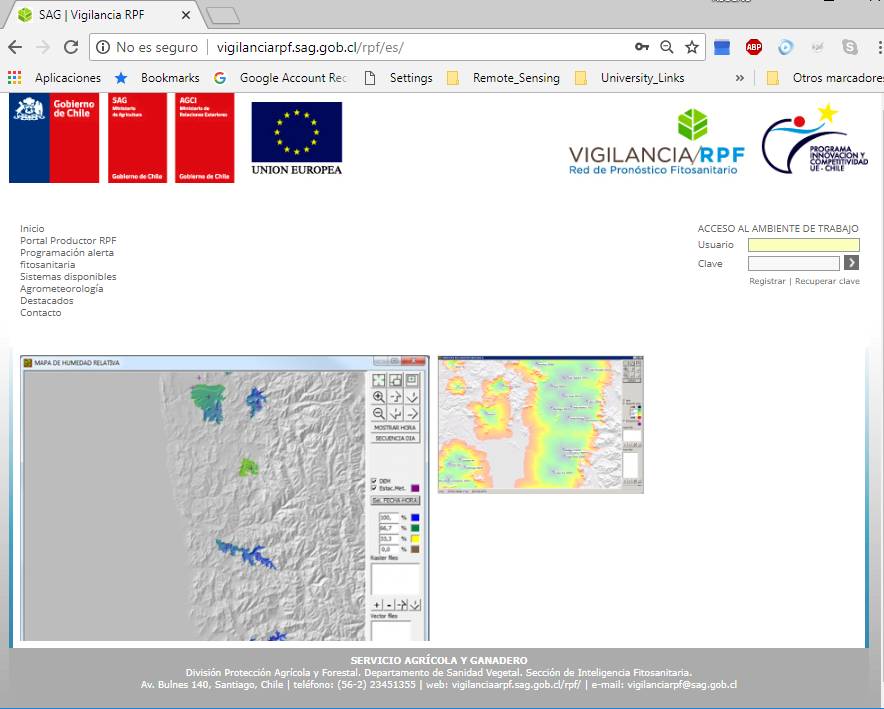 SAG | Vigilancia RPF
No es seguro | vigilanciarpf.sag.gob.cl/rpf/es/
ABP
Aplicaciones
Bookmarks
Google Account Rec
Settings
Remote_Sensing
University_Links
»
Otros marcadores
Gobierno
de Chile
SAG
Ministerio
de Agricultura
Gobierno de Chile
AGCI
Ministerio de
Relaciones Exteriores
Gobierno de Chile
UNION EUROPEA
VIGILANCIA/RPF
Red de Pronóstico Fitosanitario
PROGRAMA
INNOVACION Y
COMPETITIVIDAD
UE - CHILE
Inicio
Portal Productor RPF
Programación alerta
fitosanitaria
Sistemas disponibles
Agrometeorología
Destacados
Contacto
ACCESO AL AMBIENTE DE TRABAJO
Usuario
Clave
Registrar | Recuperar clave
MAPA DE HUMEDAD RELATIVA
MOSTRAR HORA
SECUENCIA DIA
DEM
Estac.Met.
Sel. FECHA-HORA
100, %
66,7 %
33,3 %
0,0 %
Raster files
Vector files
SERVICIO AGRÍCOLA Y GANADERO
División Protección Agrícola y Forestal. Departamento de Sanidad Vegetal. Sección de Inteligencia Fitosanitaria.
Av. Bulnes 140, Santiago, Chile | teléfono: (56-2) 23451355 | web: vigilanciaarpf.sag.gob.cl/rpf/ | e-mail: vigilanciarpf@sag.gob.cl